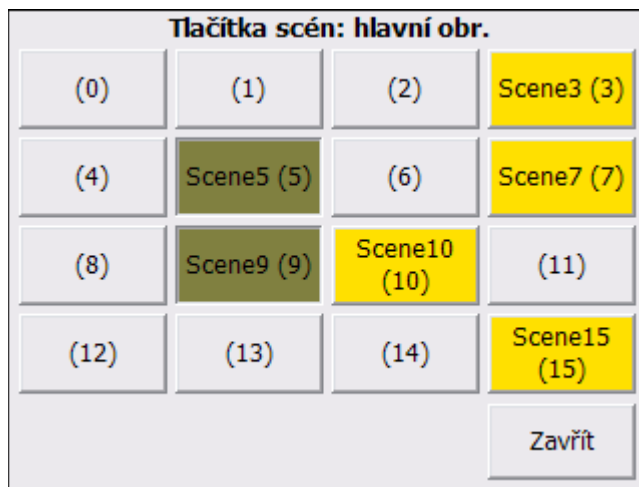 Tlačítka scén: hlavní obr.
(0)
(1)
(2)
Scene3 (3)
(4)
Scene5 (5)
(6)
Scene7 (7)
(8)
Scene9 (9)
Scene10
(10)
(11)
(12)
(13)
(14)
Scene15
(15)
Zavřít